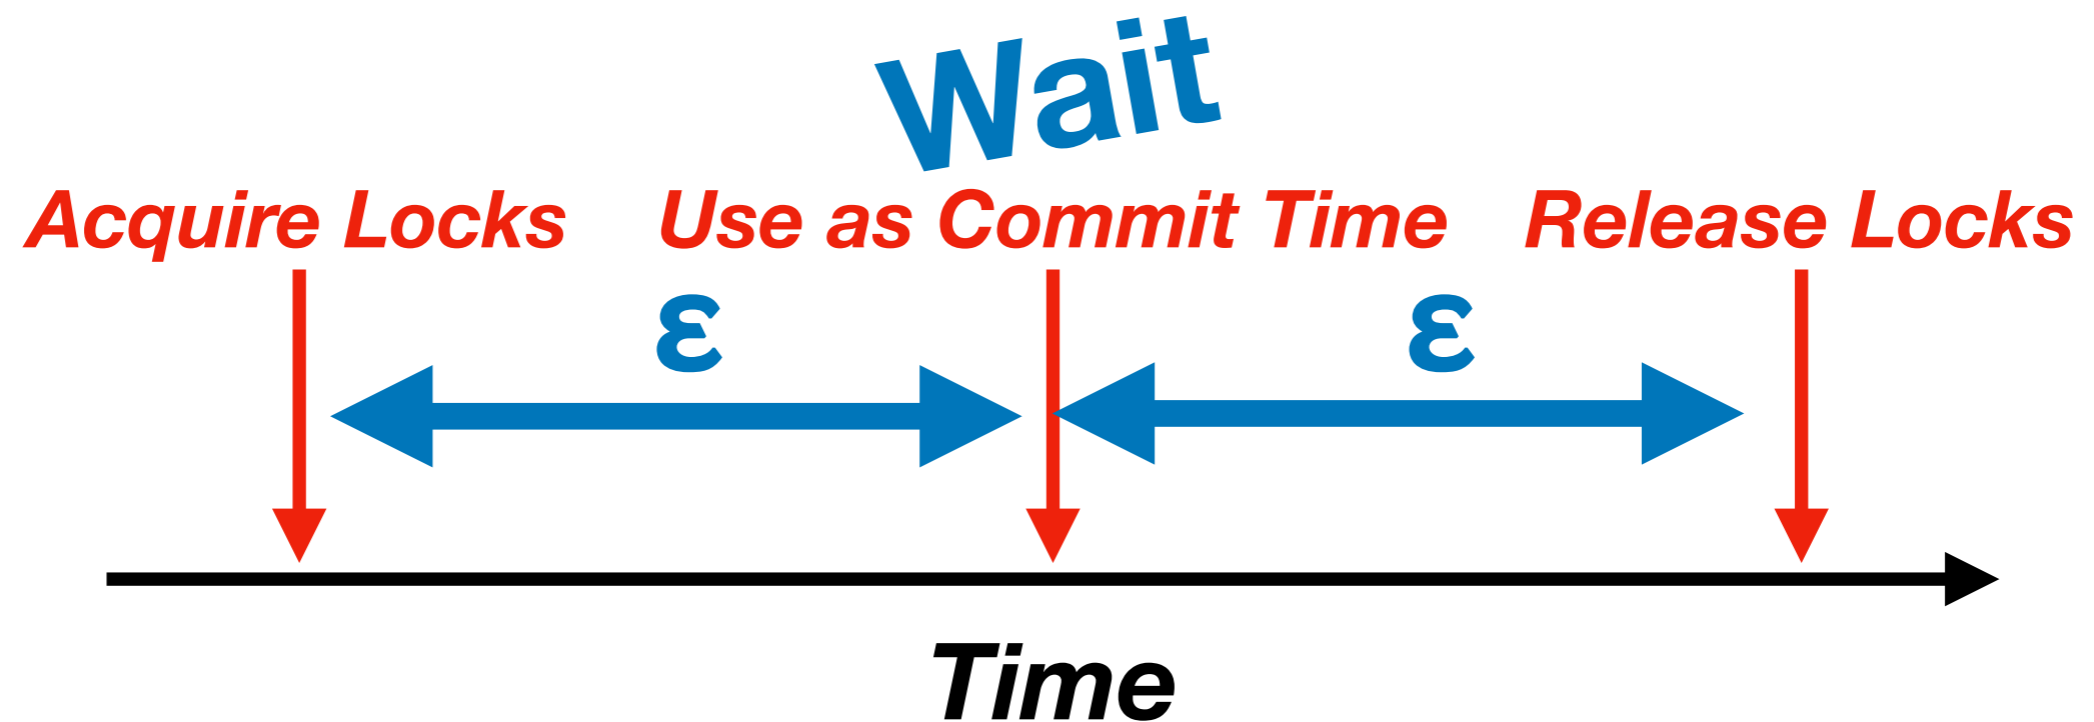 Wait
Acquire Locks Use as Commit Time Release Locks
ε ε
Time